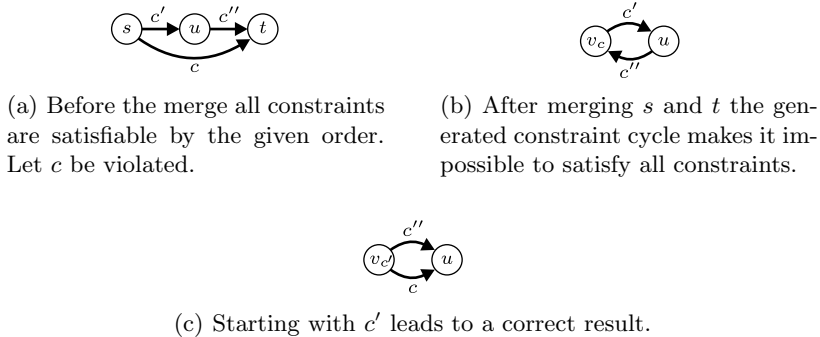 c′ c″
s u t
c
(a) Before the merge all constraints
are satisfiable by the given order.
Let c be violated.
c′
v_c u
c″
(b) After merging s and t the gen-
erated constraint cycle makes it im-
possible to satisfy all constraints.
c″
v_c′ u
c
(c) Starting with c′ leads to a correct result.